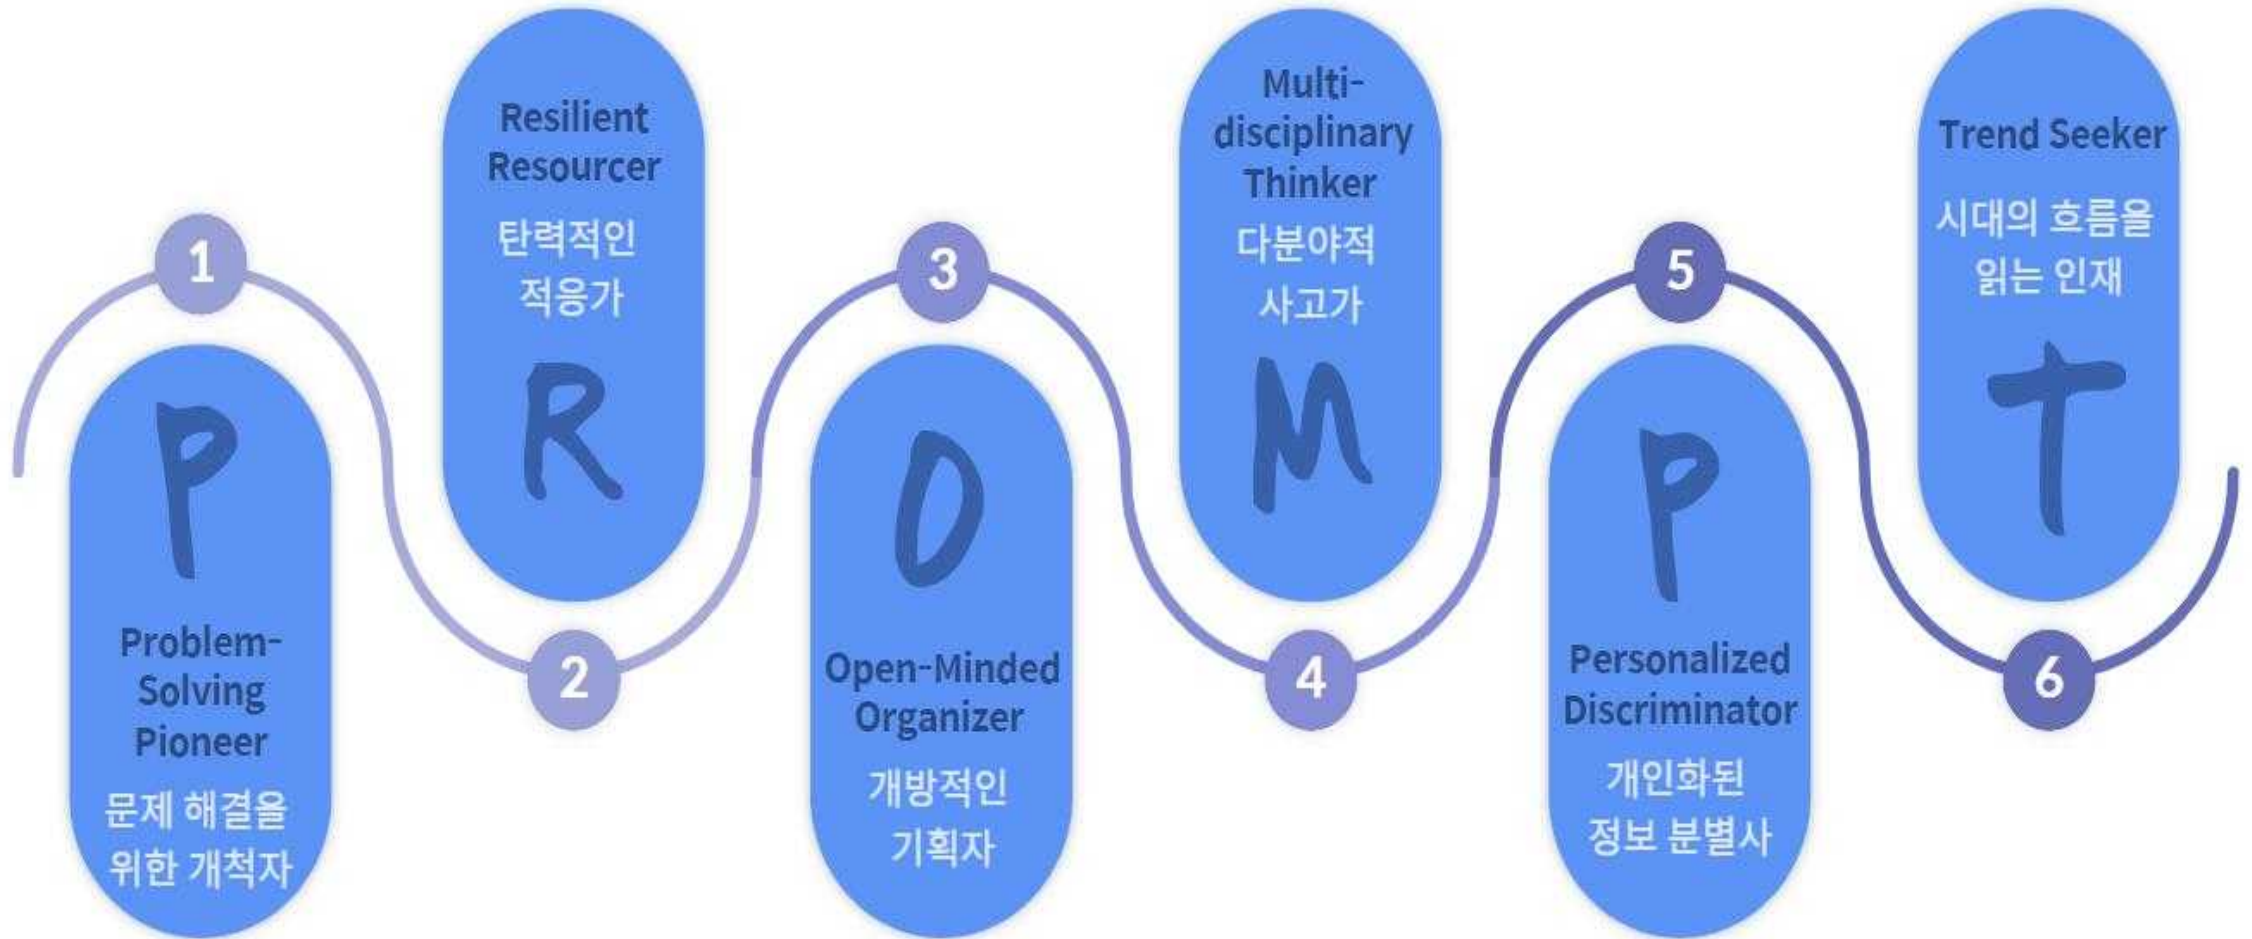 1
P
Problem-
Solving
Pioneer
문제 해결을
위한 개척자
Resilient
Resourcer
탄력적인
적응가
R
2
3
O
Open-Minded
Organizer
개방적인
기획자
Multi-
disciplinary
Thinker
다분야적
사고가
M
4
5
P
Personalized
Discriminator
개인화된
정보 분별사
Trend Seeker
시대의 흐름을
읽는 인재
T
6